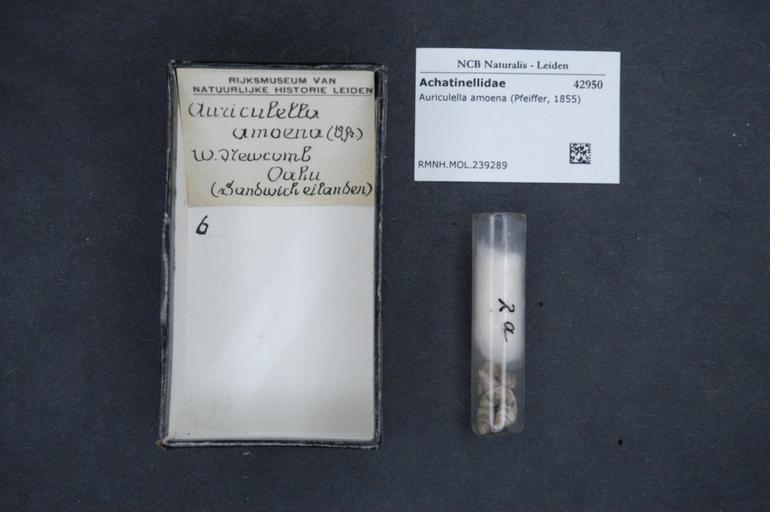 RIJKSMUSEUM VAN
NATUURLIJKE HISTORIE LEIDEN
Auriculella
amoena (Pfr.)
W. Newcomb
Oahu
(Sandwich eilanden)
6
NCB Naturalis - Leiden
Achatinellidae 42950
Auriculella amoena (Pfeiffer, 1855)
RMNH.MOL.239289
2a